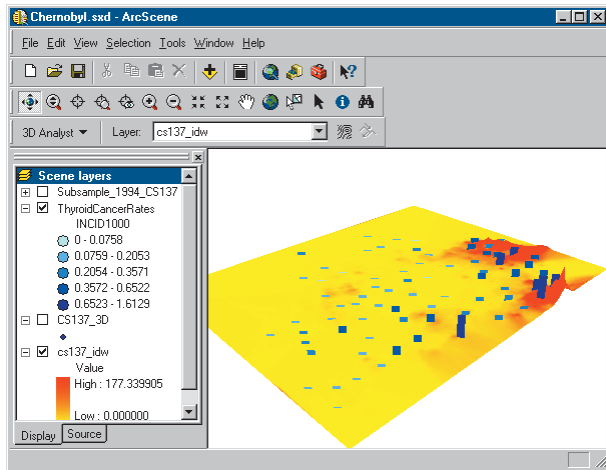 Chernobyl.sxd - ArcScene
File Edit View Selection Tools Window Help
3D Analyst Layer: cs137_idw
Scene layers
Subsample_1994_CS137
ThyroidCancerRates
INCID1000
0 - 0.0758
0.0759 - 0.2053
0.2054 - 0.3571
0.3572 - 0.6522
0.6523 - 1.6129
CS137_3D
cs137_idw
Value
High : 177.339905
Low : 0.000000
Display Source